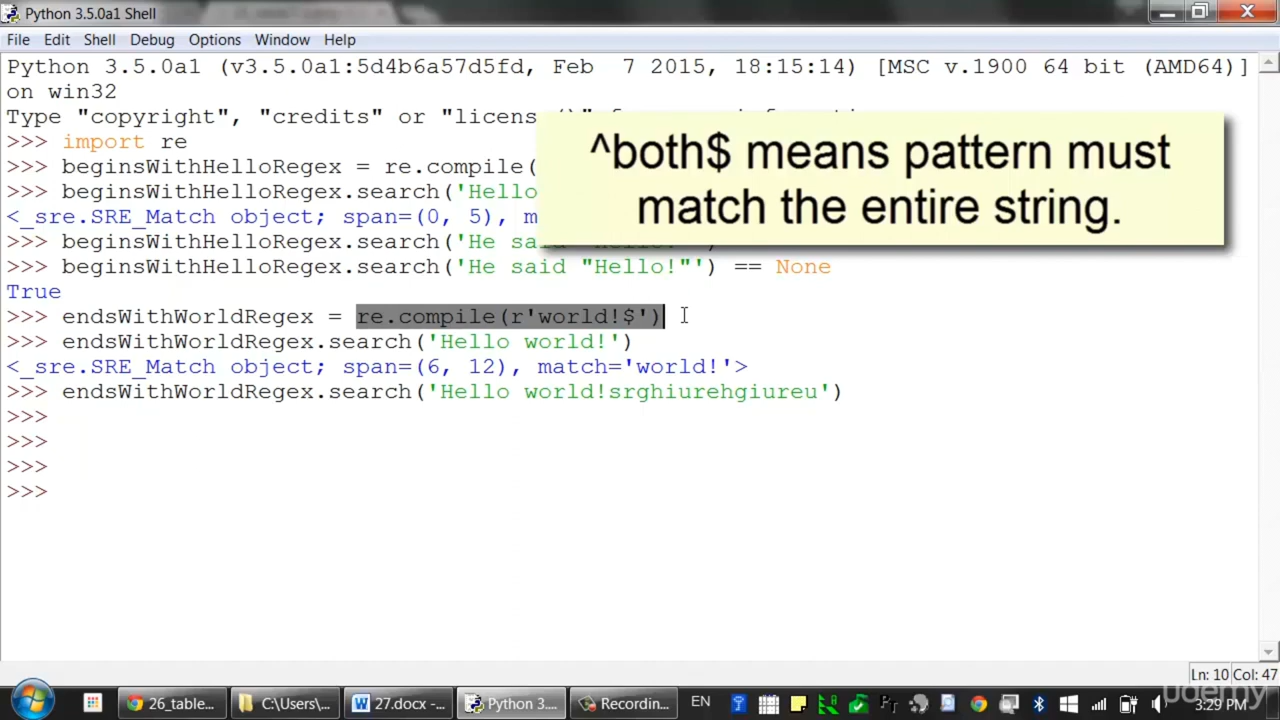 Python 3.5.0a1 Shell
File Edit Shell Debug Options Window Help
Python 3.5.0a1 (v3.5.0a1:5d4b6a57d5fd, Feb 7 2015, 18:15:14) [MSC v.1900 64 bit (AMD64)]
on win32
Type "copyright", "credits" or
>>> import re
>>> beginsWithHelloRegex = re.compile(
>>> beginsWithHelloRegex.search('Hello
<_sre.SRE_Match object; span=(0, 5), m
>>> beginsWithHelloRegex.search('He said
>>> beginsWithHelloRegex.search('He said "Hello!"') == None
True
>>> endsWithWorldRegex = re.compile(r'world!$')
>>> endsWithWorldRegex.search('Hello world!')
<_sre.SRE_Match object; span=(6, 12), match='world!'>
>>> endsWithWorldRegex.search('Hello world!srghiurehgiureu')
>>>
>>>
>>>
>>>
^both$ means pattern must
match the entire string.
Ln: 10 Col: 47
26_table... C:\Users\... 27.docx -... Python 3.... Recordin... EN 3:29 PM
udemy